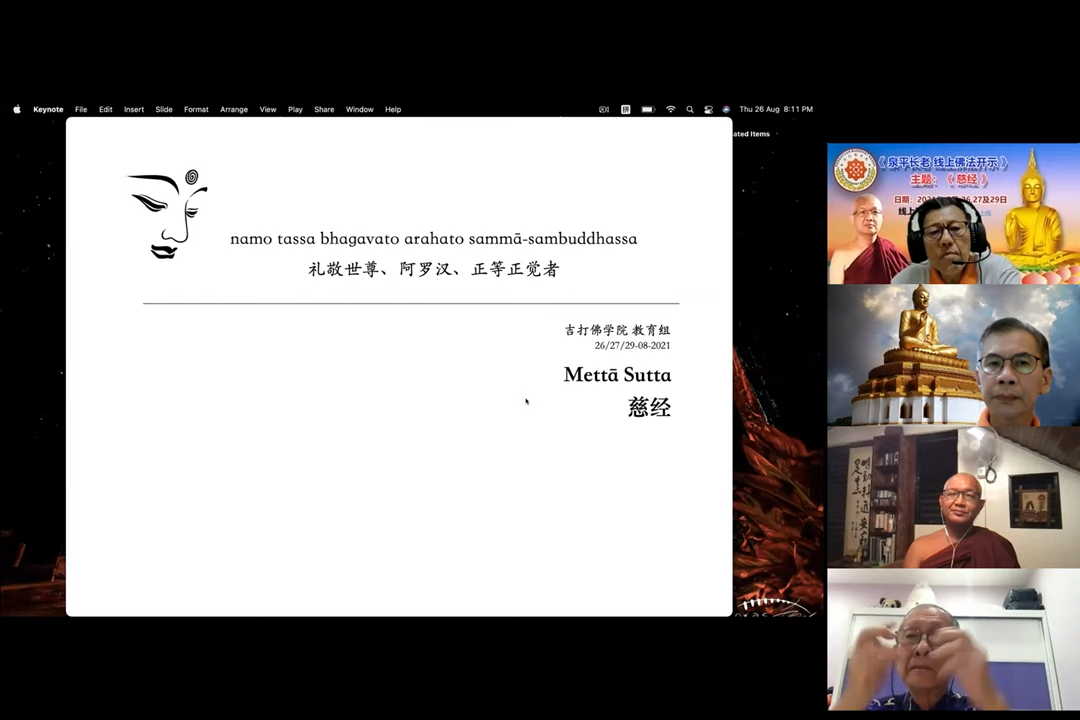 Keynote File Edit Insert Slide Format Arrange View Play Share Window Help Thu 26 Aug 8:11 PM
ated Items
namo tassa bhagavato arahato sammā-sambuddhassa
礼敬世尊、阿罗汉、正等正觉者
吉打佛学院 教育组
26/27/29-08-2021
Mettā Sutta
慈经
《泉平长老 线上佛法开示》
主题：《慈经》